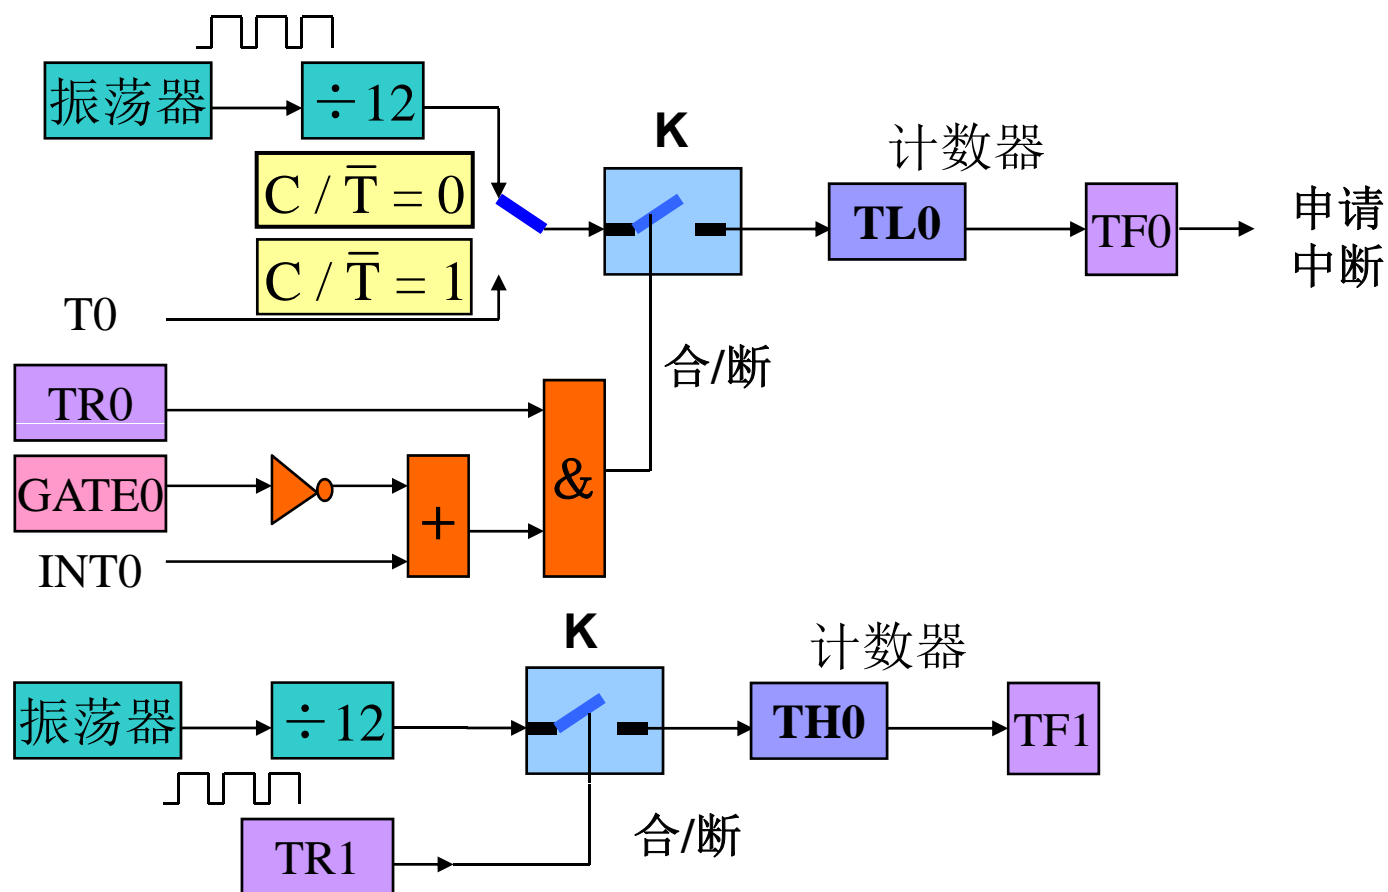 振荡器
÷12
K
计数器
C / T̅ = 0
TL0
TF0
申请
中断
C / T̅ = 1
T0
合/断
TR0
GATE0
+
&
INT0
K
计数器
振荡器
÷12
TH0
TF1
TR1
合/断